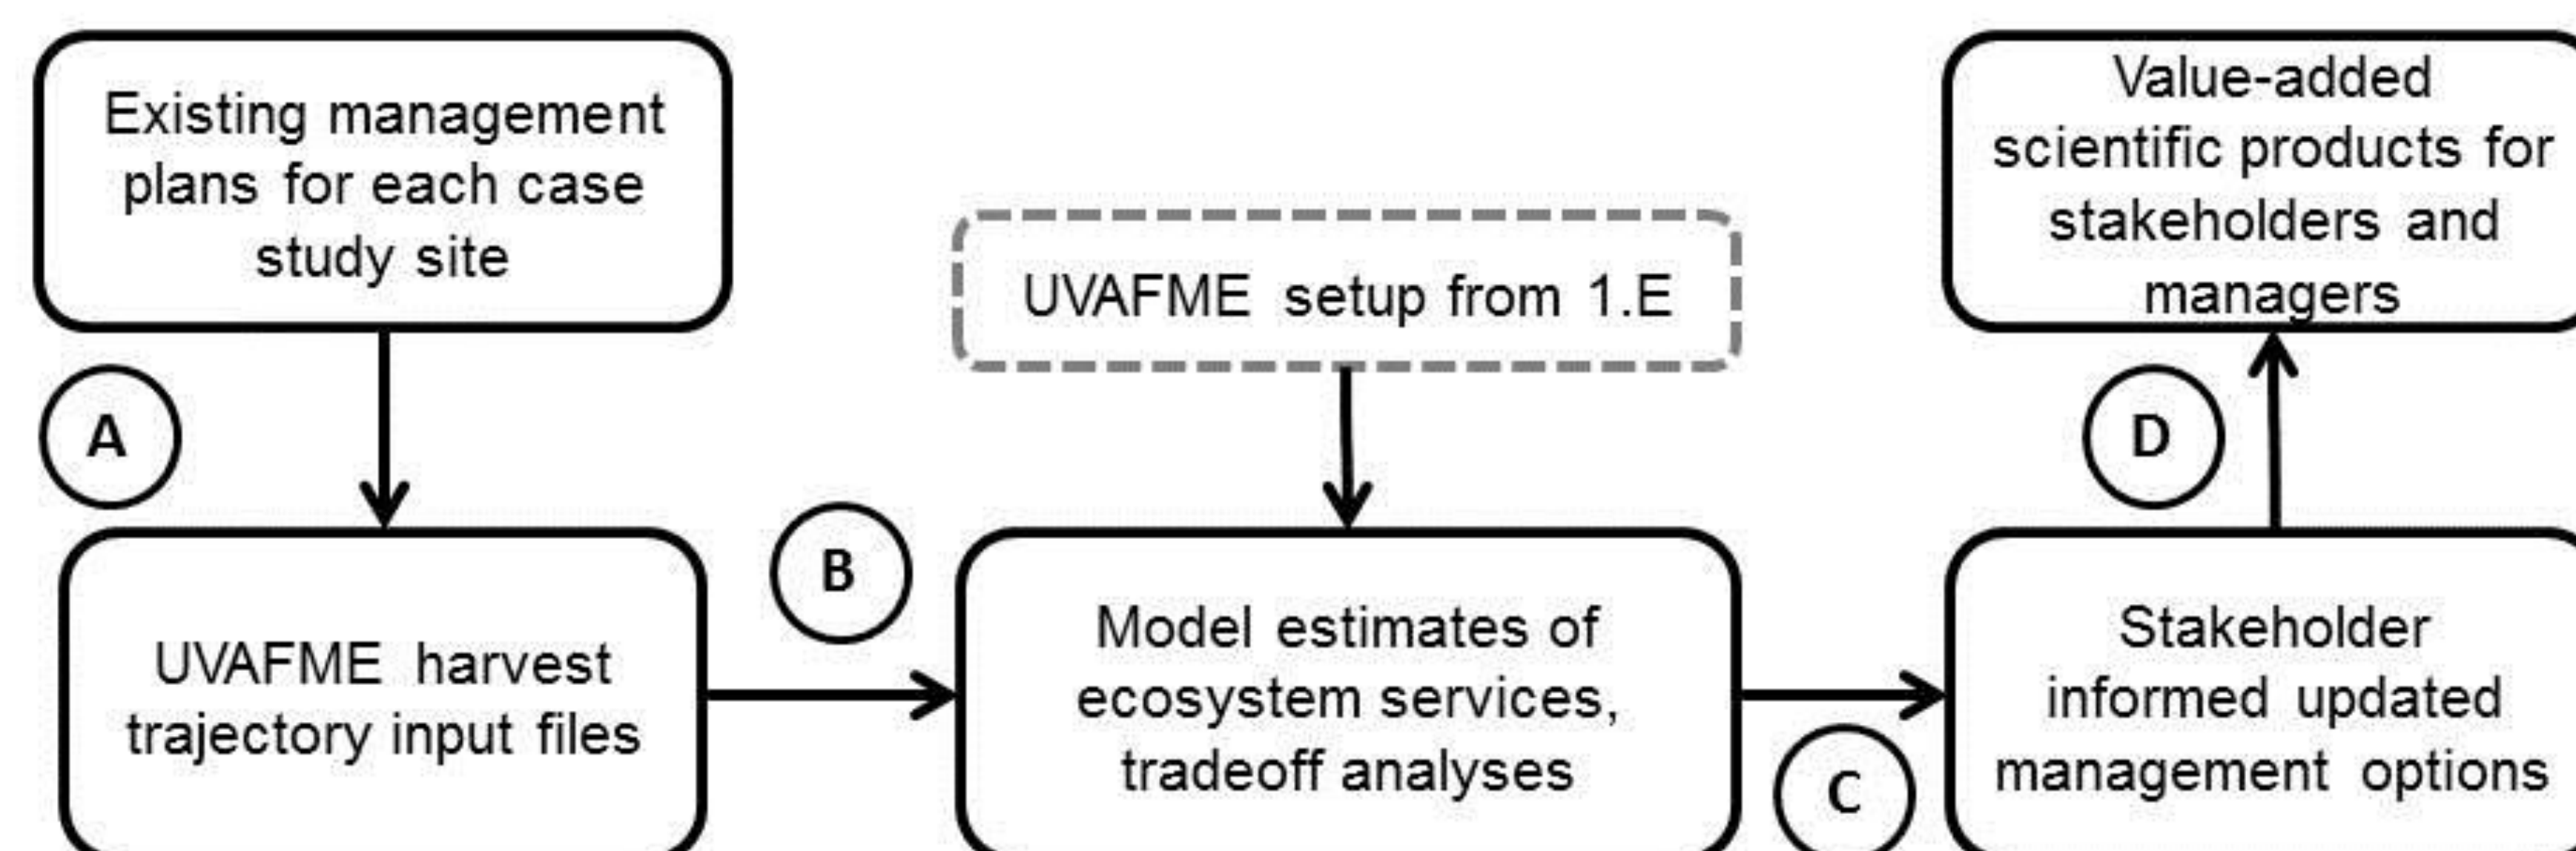 Existing management
plans for each case
study site
A
UVAFME harvest
trajectory input files
B
UVAFME setup from 1.E
Model estimates of
ecosystem services,
tradeoff analyses
C
Stakeholder
informed updated
management options
D
Value-added
scientific products for
stakeholders and
managers